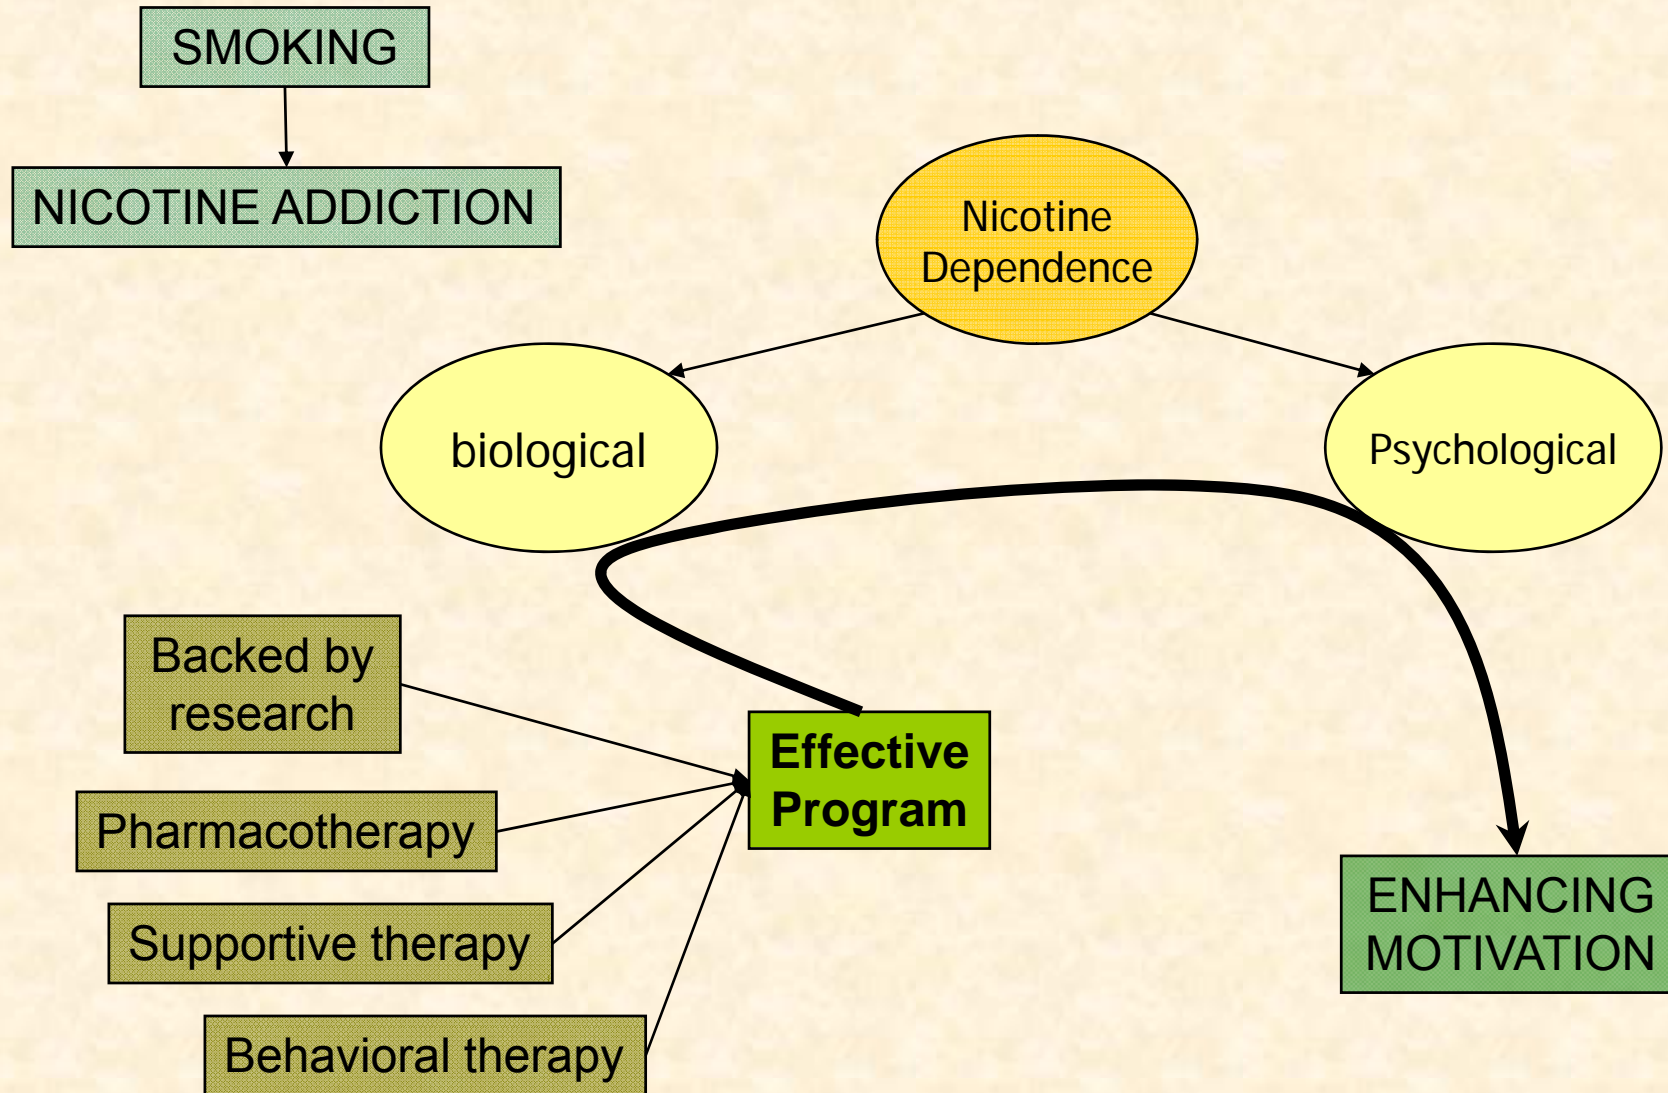 SMOKING
NICOTINE ADDICTION
Nicotine
Dependence
biological
Psychological
Backed by
research
Pharmacotherapy
Supportive therapy
Behavioral therapy
Effective
Program
ENHANCING
MOTIVATION